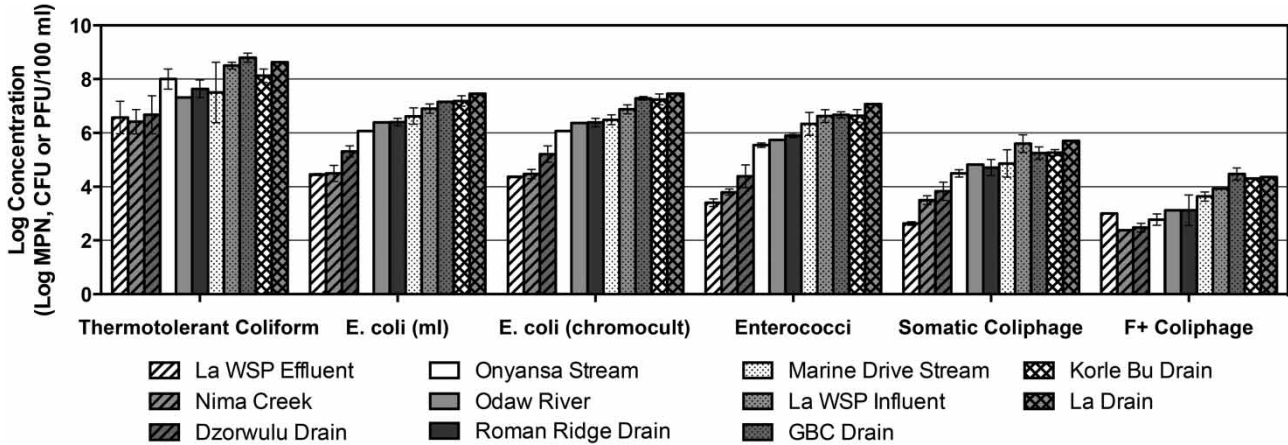 Log Concentration
(Log MPN, CFU or PFU/100 ml)
10
8
6
4
2
0
Thermotolerant Coliform
E. coli (ml)
E. coli (chromocult)
Enterococci
Somatic Coliphage
F+ Coliphage
La WSP Effluent
Nima Creek
Dzorwulu Drain
Onyansa Stream
Odaw River
Roman Ridge Drain
Marine Drive Stream
La WSP Influent
GBC Drain
Korle Bu Drain
La Drain